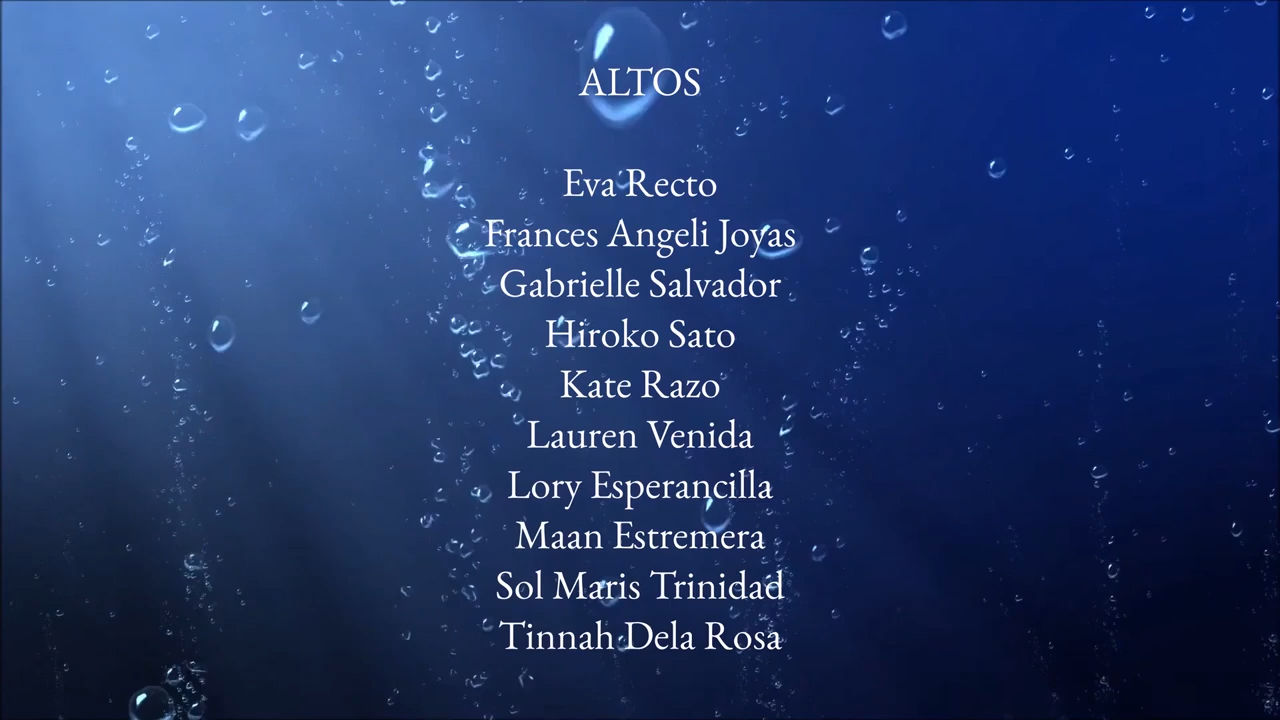 ALTOS
Eva Recto
Frances Angeli Joyas
Gabrielle Salvador
Hiroko Sato
Kate Razo
Lauren Venida
Lory Esperancilla
Maan Estremera
Sol Maris Trinidad
Tinnah Dela Rosa